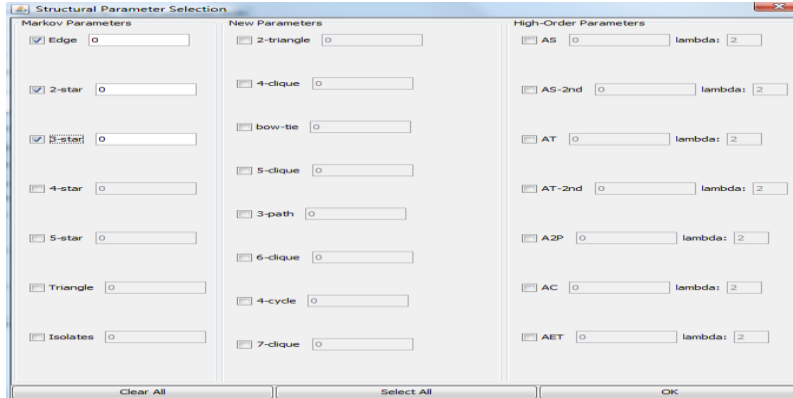 Structural Parameter Selection
Markov Parameters
Edge 0
2-star 0
3-star 0
4-star 0
5-star 0
Triangle 0
Isolates 0
New Parameters
2-triangle 0
4-clique 0
bow-tie 0
5-clique 0
3-path 0
6-clique 0
4-cycle 0
7-clique 0
High-Order Parameters
AS 0 lambda: 2
AS-2nd 0 lambda: 2
AT 0 lambda: 2
AT-2nd 0 lambda: 2
A2P 0 lambda: 2
AC 0 lambda: 2
AET 0 lambda: 2
Clear All Select All OK